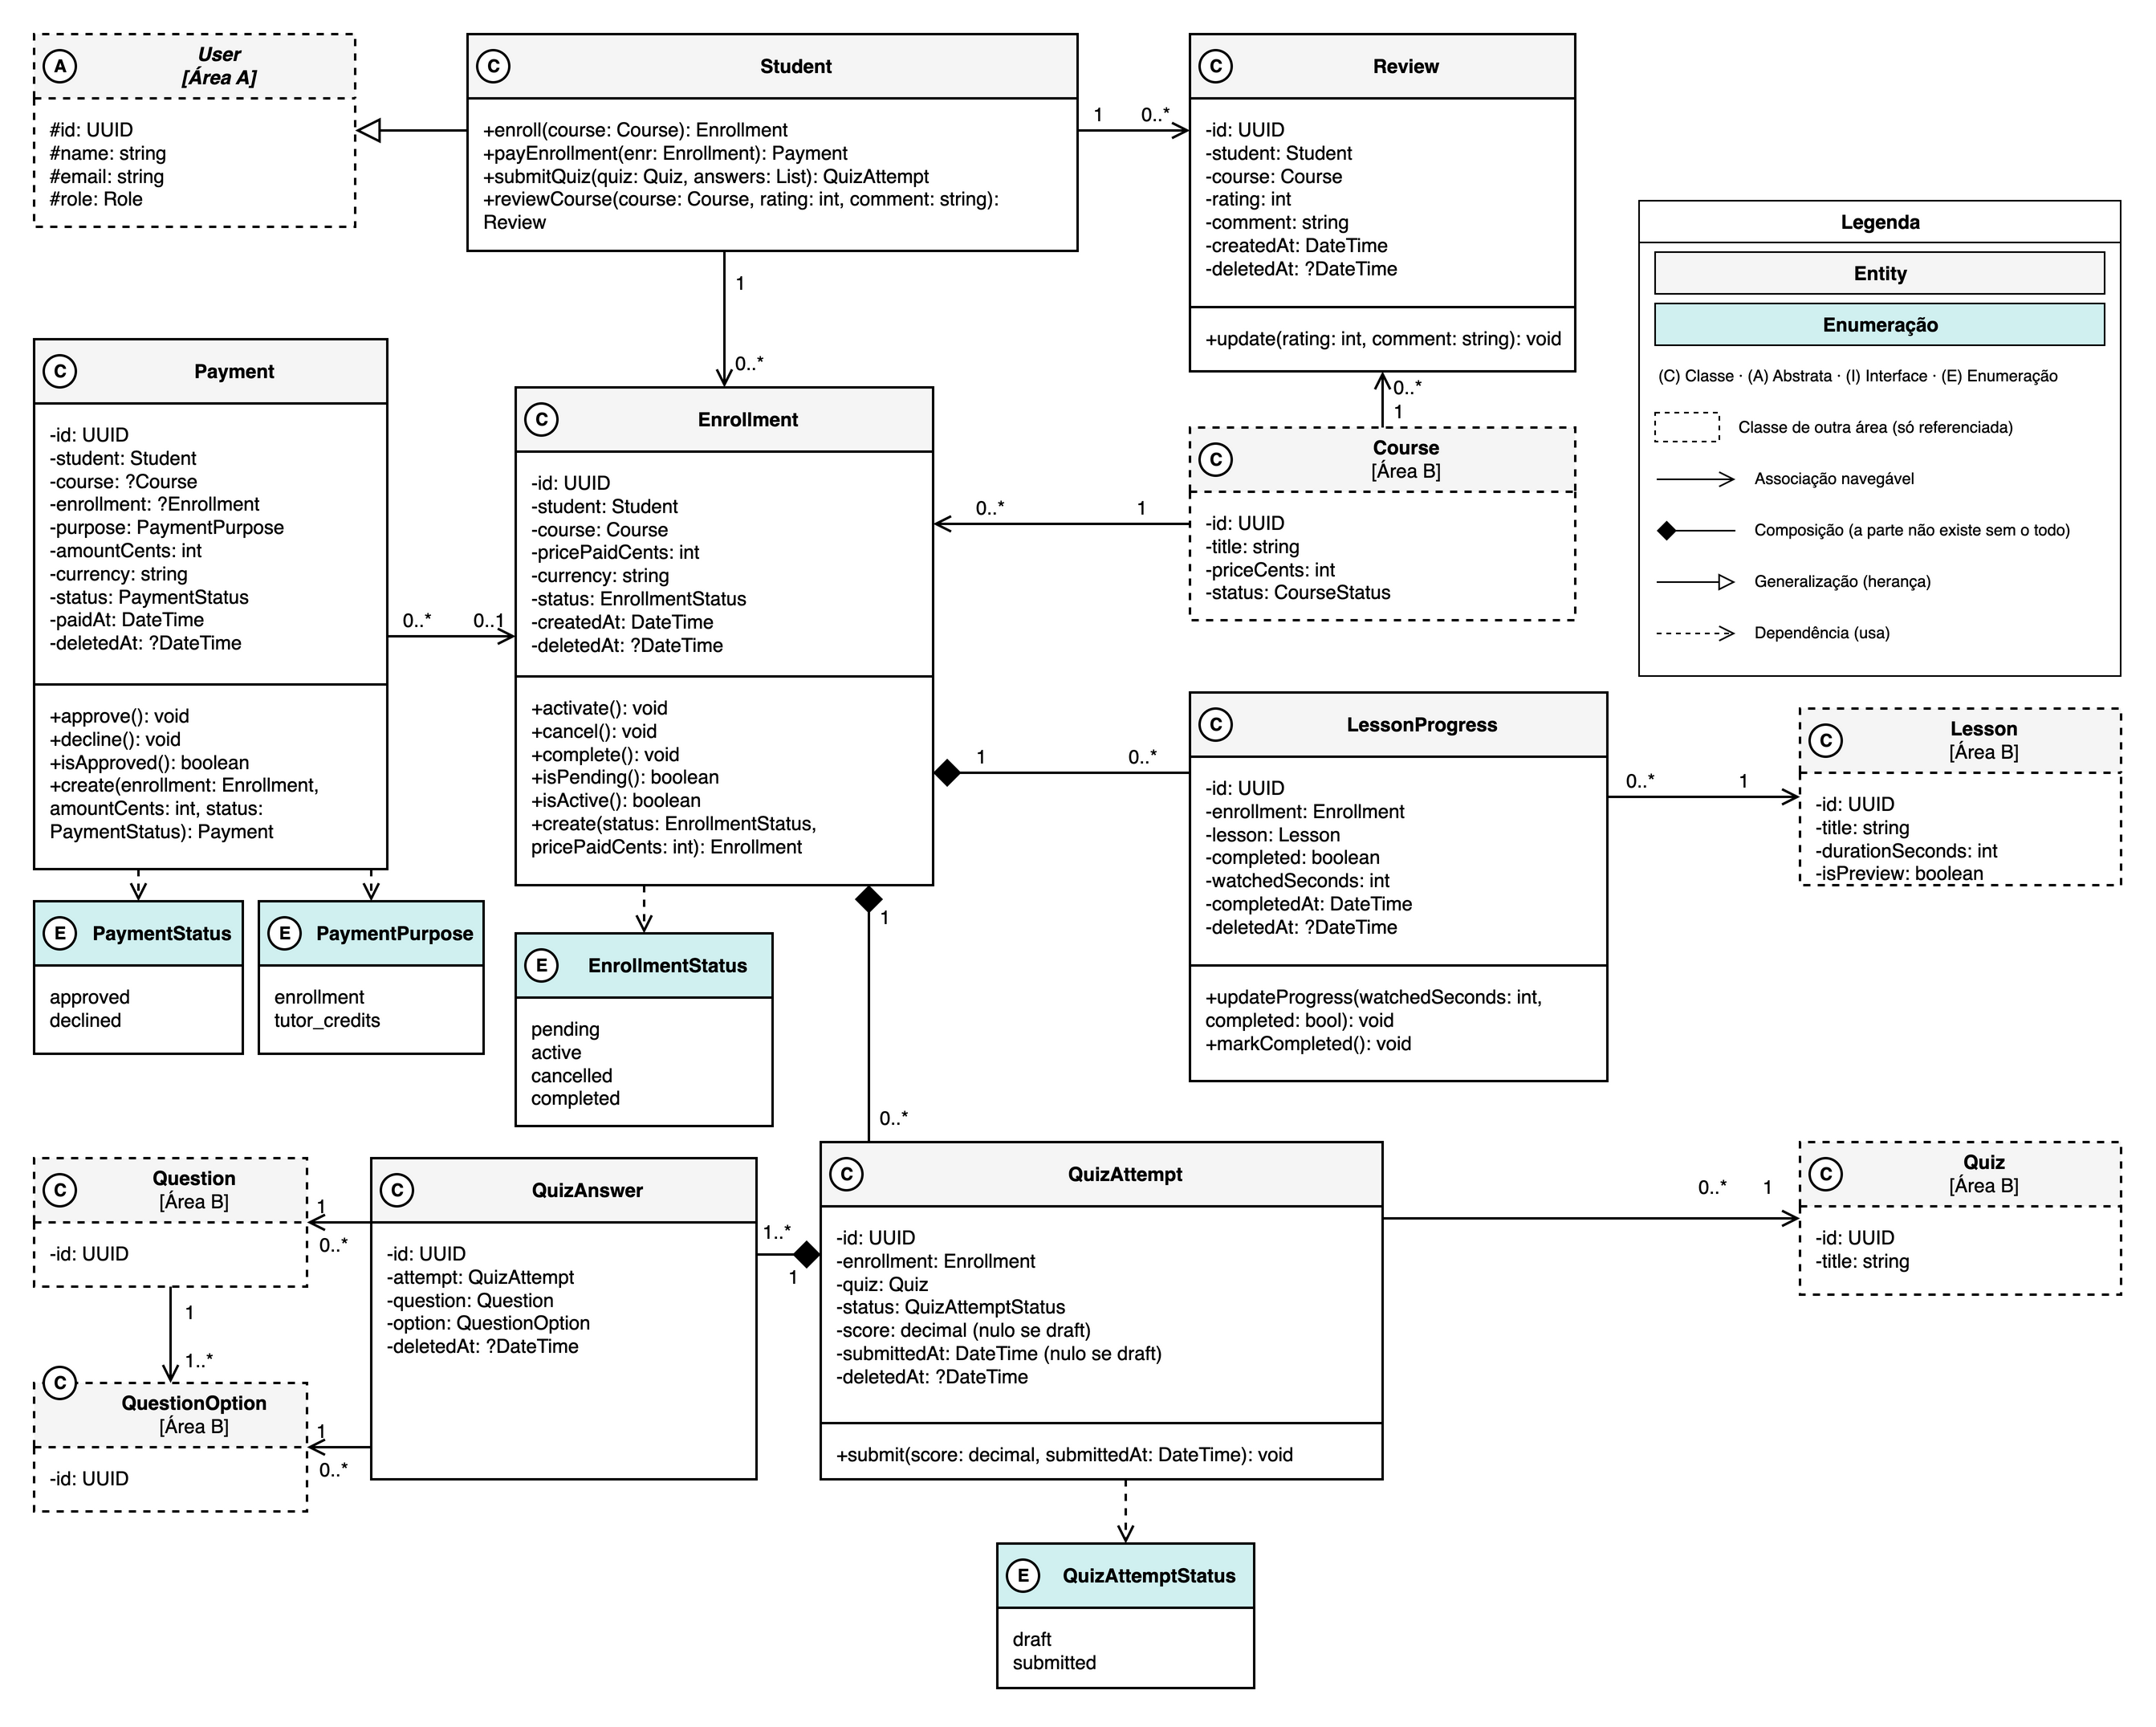 A
User
[Área A]
#id: UUID
#name: string
#email: string
#role: Role
C
Student
+enroll(course: Course): Enrollment
+payEnrollment(enr: Enrollment): Payment
+submitQuiz(quiz: Quiz, answers: List): QuizAttempt
+reviewCourse(course: Course, rating: int, comment: string):
Review
1
0..*
C
Review
-id: UUID
-student: Student
-course: Course
-rating: int
-comment: string
-createdAt: DateTime
-deletedAt: ?DateTime
+update(rating: int, comment: string): void
Legenda
Entity
Enumeração
(C) Classe · (A) Abstrata · (I) Interface · (E) Enumeração
Classe de outra área (só referenciada)
Associação navegável
Composição (a parte não existe sem o todo)
Generalização (herança)
Dependência (usa)
1
0..*
0..*
1
C
Payment
-id: UUID
-student: Student
-course: ?Course
-enrollment: ?Enrollment
-purpose: PaymentPurpose
-amountCents: int
-currency: string
-status: PaymentStatus
-paidAt: DateTime
-deletedAt: ?DateTime
+approve(): void
+decline(): void
+isApproved(): boolean
+create(enrollment: Enrollment,
amountCents: int, status:
PaymentStatus): Payment
0..*
0..1
C
Enrollment
-id: UUID
-student: Student
-course: Course
-pricePaidCents: int
-currency: string
-status: EnrollmentStatus
-createdAt: DateTime
-deletedAt: ?DateTime
+activate(): void
+cancel(): void
+complete(): void
+isPending(): boolean
+isActive(): boolean
+create(status: EnrollmentStatus,
pricePaidCents: int): Enrollment
0..*
1
C
Course
[Área B]
-id: UUID
-title: string
-priceCents: int
-status: CourseStatus
1
0..*
C
LessonProgress
-id: UUID
-enrollment: Enrollment
-lesson: Lesson
-completed: boolean
-watchedSeconds: int
-completedAt: DateTime
-deletedAt: ?DateTime
+updateProgress(watchedSeconds: int,
completed: bool): void
+markCompleted(): void
0..*
1
C
Lesson
[Área B]
-id: UUID
-title: string
-durationSeconds: int
-isPreview: boolean
E
PaymentStatus
approved
declined
E
PaymentPurpose
enrollment
tutor_credits
E
EnrollmentStatus
pending
active
cancelled
completed
1
0..*
C
Question
[Área B]
-id: UUID
1
0..*
1
1..*
C
QuestionOption
[Área B]
-id: UUID
1
0..*
C
QuizAnswer
-id: UUID
-attempt: QuizAttempt
-question: Question
-option: QuestionOption
-deletedAt: ?DateTime
1..*
1
C
QuizAttempt
-id: UUID
-enrollment: Enrollment
-quiz: Quiz
-status: QuizAttemptStatus
-score: decimal (nulo se draft)
-submittedAt: DateTime (nulo se draft)
-deletedAt: ?DateTime
+submit(score: decimal, submittedAt: DateTime): void
0..*
1
C
Quiz
[Área B]
-id: UUID
-title: string
E
QuizAttemptStatus
draft
submitted